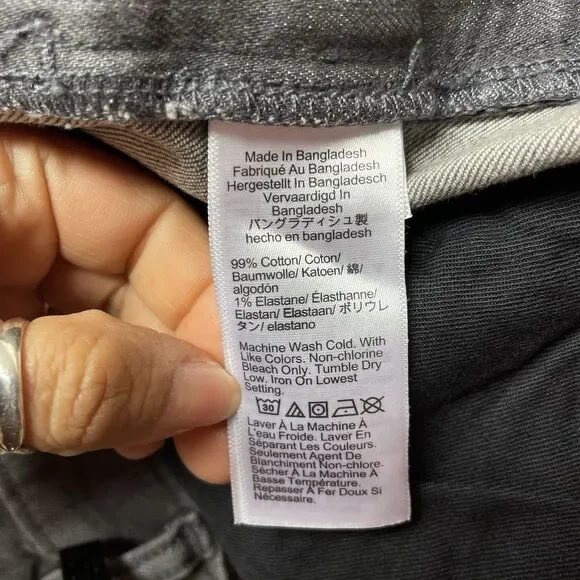 Made In Bangladesh
Fabriqué Au Bangladesh
Hergestellt In Bangladesch
Vervaardigd In
Bangladesh
バングラディシュ製
hecho en bangladesh
99% Cotton/ Coton/
Baumwolle/ Katoen/ 綿/
algodón
1% Elastane/ Élasthanne/
Elastan/ Elastaan/ ポリウレ
タン/ elastano
Machine Wash Cold. With
Like Colors. Non-chlorine
Bleach Only. Tumble Dry
Low. Iron On Lowest
Setting.
30
Laver À La Machine À
L'eau Froide. Laver En
Séparant Les Couleurs.
Seulement Agent De
Blanchiment Non-chlore.
Sécher À La Machine À
Basse Température.
Repasser À Fer Doux Si
Nécessaire.